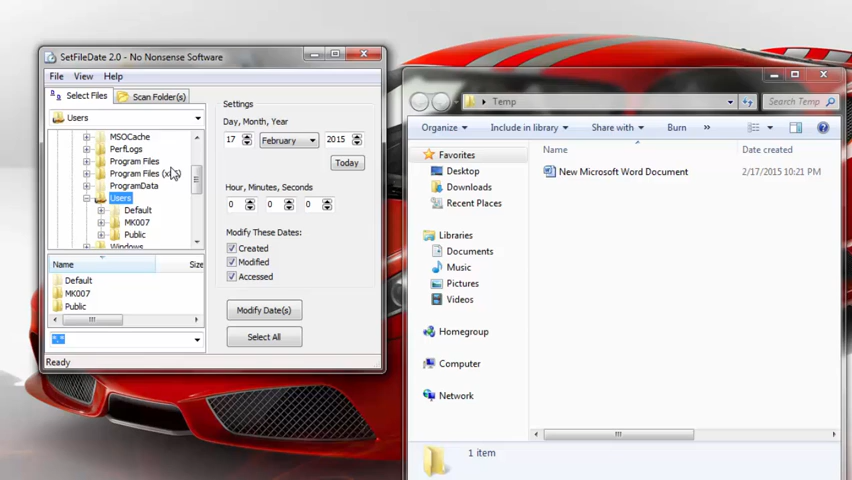 SetFileDate 2.0 - No Nonsense Software
File View Help
Select Files Scan Folder(s)
Users
MSOCache
PerfLogs
Program Files
Program Files (x86)
ProgramData
Users
Default
MK007
Public
Windows
Name Size
Default
MK007
Public
*.*
Ready
Settings
Day, Month, Year
17 February 2015
Today
Hour, Minutes, Seconds
0 0 0
Modify These Dates:
Created
Modified
Accessed
Modify Date(s)
Select All
Temp
Search Temp
Organize Include in library Share with Burn »
Favorites
Desktop
Downloads
Recent Places
Libraries
Documents
Music
Pictures
Videos
Homegroup
Computer
Network
Name Date created
New Microsoft Word Document 2/17/2015 10:21 PM
1 item